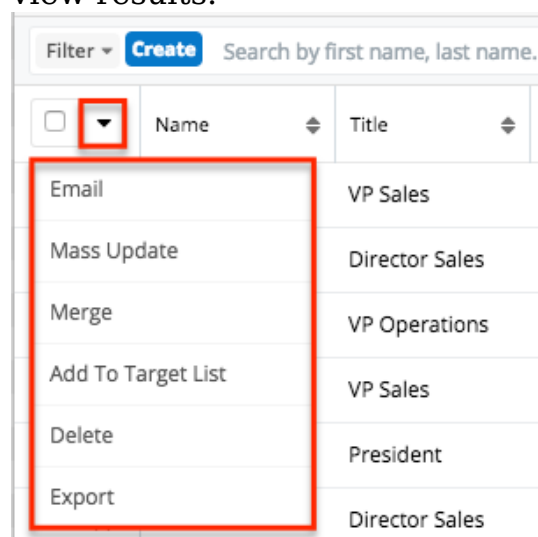 view results.
Filter Create Search by first name, last name.
Name Title
Email
VP Sales
Mass Update
Director Sales
Merge
VP Operations
Add To Target List
VP Sales
Delete
President
Export
Director Sales